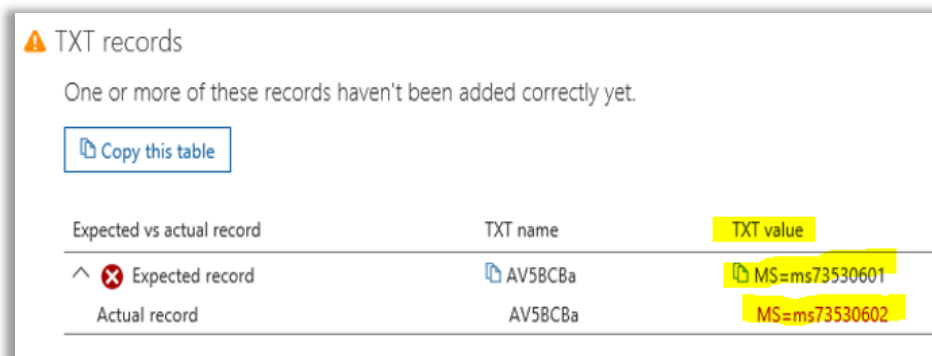 TXT records
One or more of these records haven't been added correctly yet.
Copy this table
Expected vs actual record TXT name TXT value
Expected record AV5BCBa MS=ms73530601
Actual record AV5BCBa MS=ms73530602